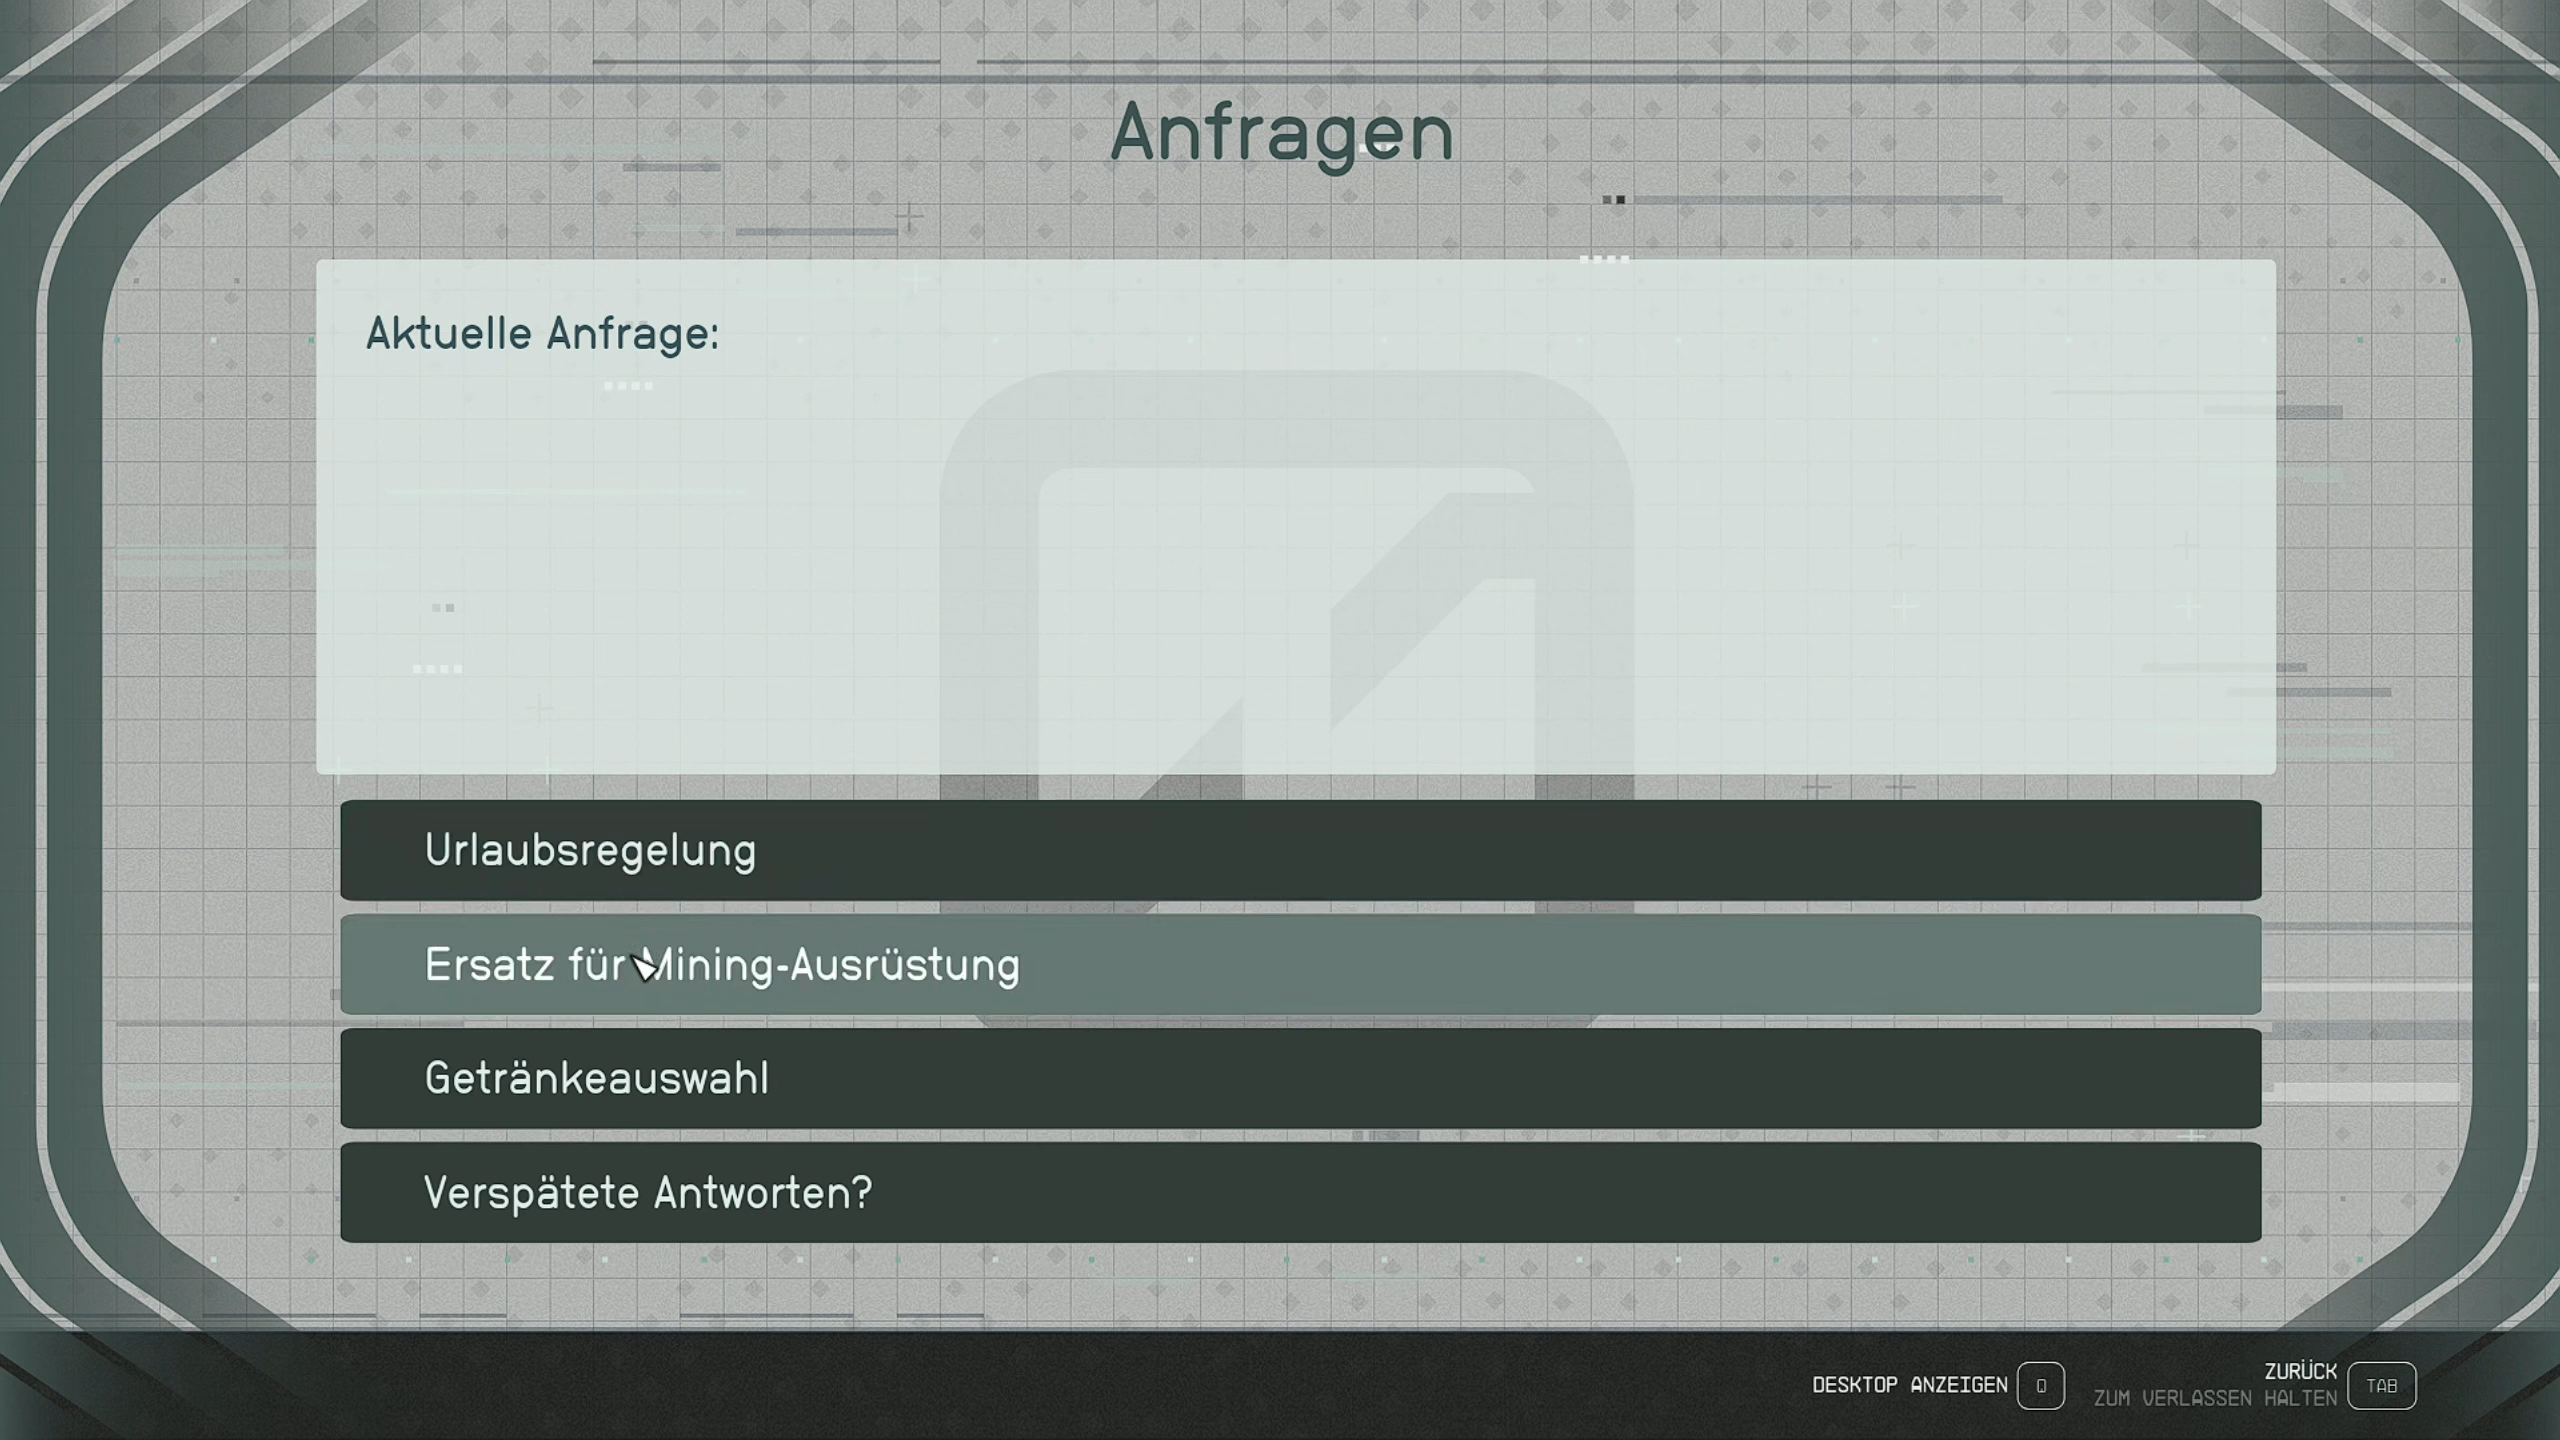 Anfragen
Aktuelle Anfrage:
Urlaubsregelung
Ersatz für Mining-Ausrüstung
Getränkeauswahl
Verspätete Antworten?
DESKTOP ANZEIGEN Q
ZURÜCK
ZUM VERLASSEN HALTEN TAB